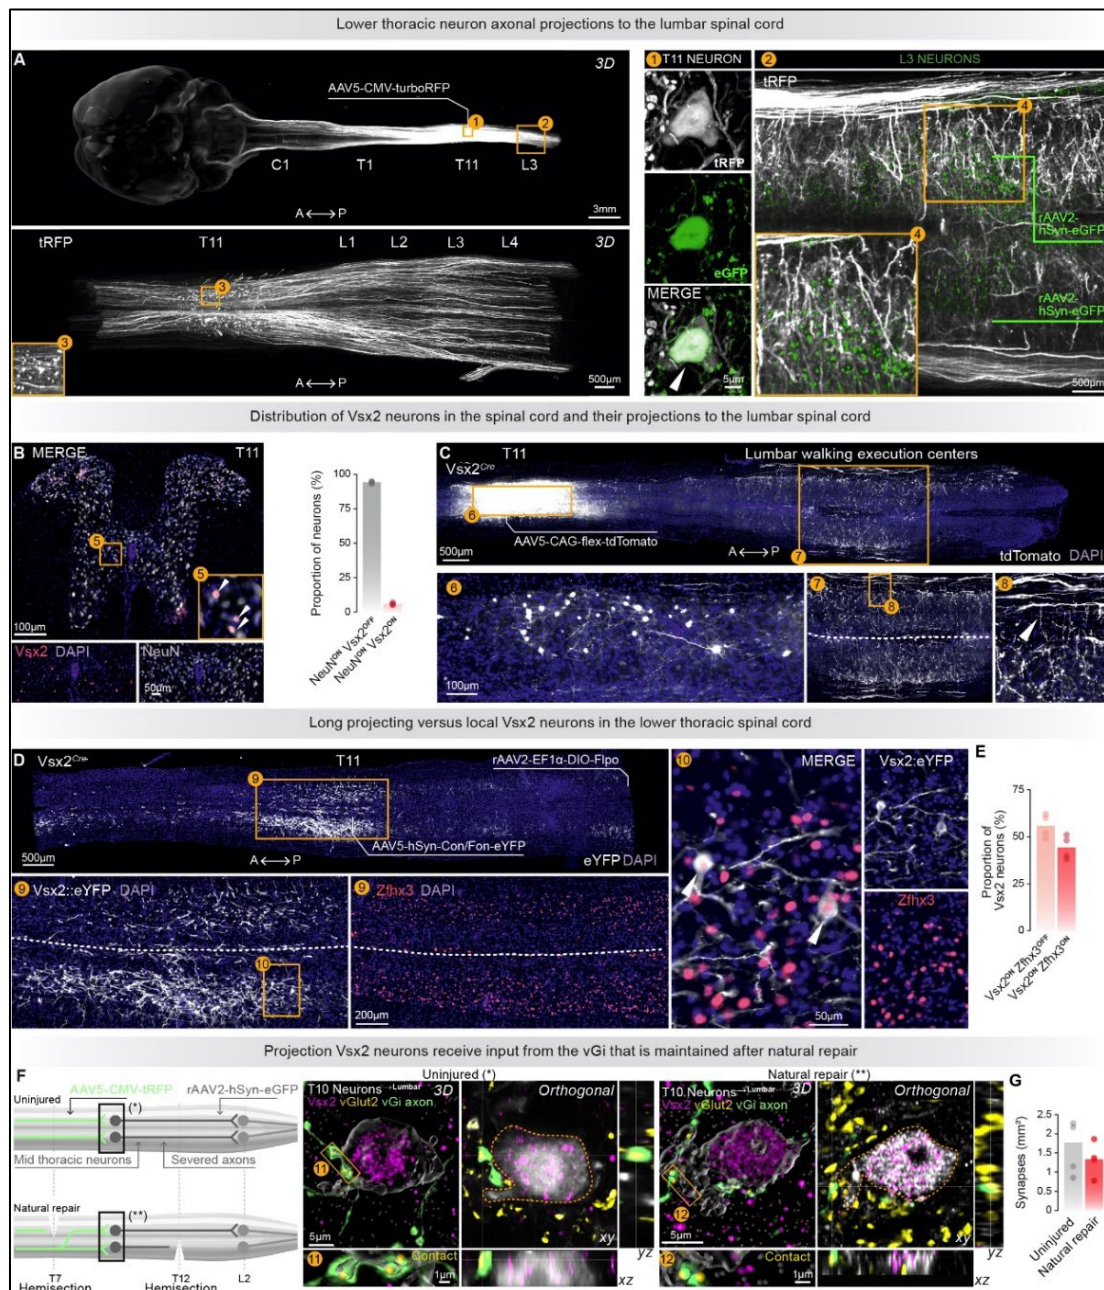 Lower thoracic neuron axonal projections to the lumbar spinal cord
A
3D
AAV5-CMV-turboRFP
1
2
C1 T1 T11 L3
A ⟷ P
3mm
tRFP T11 L1 L2 L3 L4 3D
3
3
A ⟷ P
500µm
1 T11 NEURON
tRFP
eGFP
MERGE
5µm
2 L3 NEURONS
tRFP
4
rAAV2-
hSyn-eGFP
4
rAAV2-
hSyn-eGFP
500µm
Distribution of Vsx2 neurons in the spinal cord and their projections to the lumbar spinal cord
B MERGE T11
5
5
100µm
Vsx2 DAPI
NeuN
50µm
Proportion of neurons (%)
100
75
50
25
0
NeuNᴼᴺ Vsx2ᴼᶠᶠ
NeuNᴼᴺ Vsx2ᴼᴺ
C T11 Lumbar walking execution centers
Vsx2Cre
6
AAV5-CAG-flex-tdTomato
500µm
A ⟷ P
7
tdTomato DAPI
6
100µm
7
8
8
Long projecting versus local Vsx2 neurons in the lower thoracic spinal cord
D Vsx2Cre T11
9
rAAV2-EF1α-DIO-Flpo
AAV5-hSyn-Con/Fon-eYFP
500µm
A ⟷ P
eYFP DAPI
9 Vsx2::eYFP DAPI
10
9 Zfhx3 DAPI
200µm
10 MERGE
50µm
Vsx2:eYFP
Zfhx3
E
Proportion of
Vsx2 neurons (%)
75
50
25
0
Vsx2ᴼᴺ Zfhx3ᴼᶠᶠ
Vsx2ᴼᴺ Zfhx3ᴼᴺ
Projection Vsx2 neurons receive input from the vGi that is maintained after natural repair
F AAV5-CMV-tRFP rAAV2-hSyn-eGFP
Uninjured
(*)
Mid thoracic neurons Severed axons
Natural repair
(**)
T7
Hemisection
T12
Hemisection
L2
Uninjured (*)
T10 Neurons →Lumbar 3D
Vsx2 vGlut2 vGi axon
11
5µm
Orthogonal
xy
11 Contact
1µm
yz
xz
Natural repair (**)
T10 Neurons →Lumbar 3D
Vsx2 vGlut2 vGi axon
12
5µm
Orthogonal
xy
12 Contact
1µm
yz
xz
G
Synapses (mm²)
2.5
2
1.5
1
0.5
0
Uninjured
Natural repair